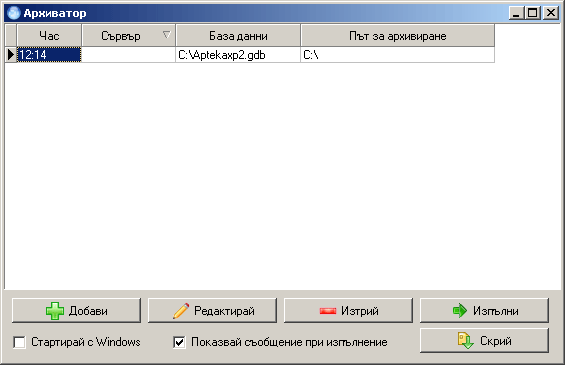 Архиватор
Час Сървър База данни Път за архивиране
12:14 C:\Aptekaxp2.gdb C:\
Добави Редактирай Изтрий Изпълни
Стартирай с Windows Показвай съобщение при изпълнение Скрий